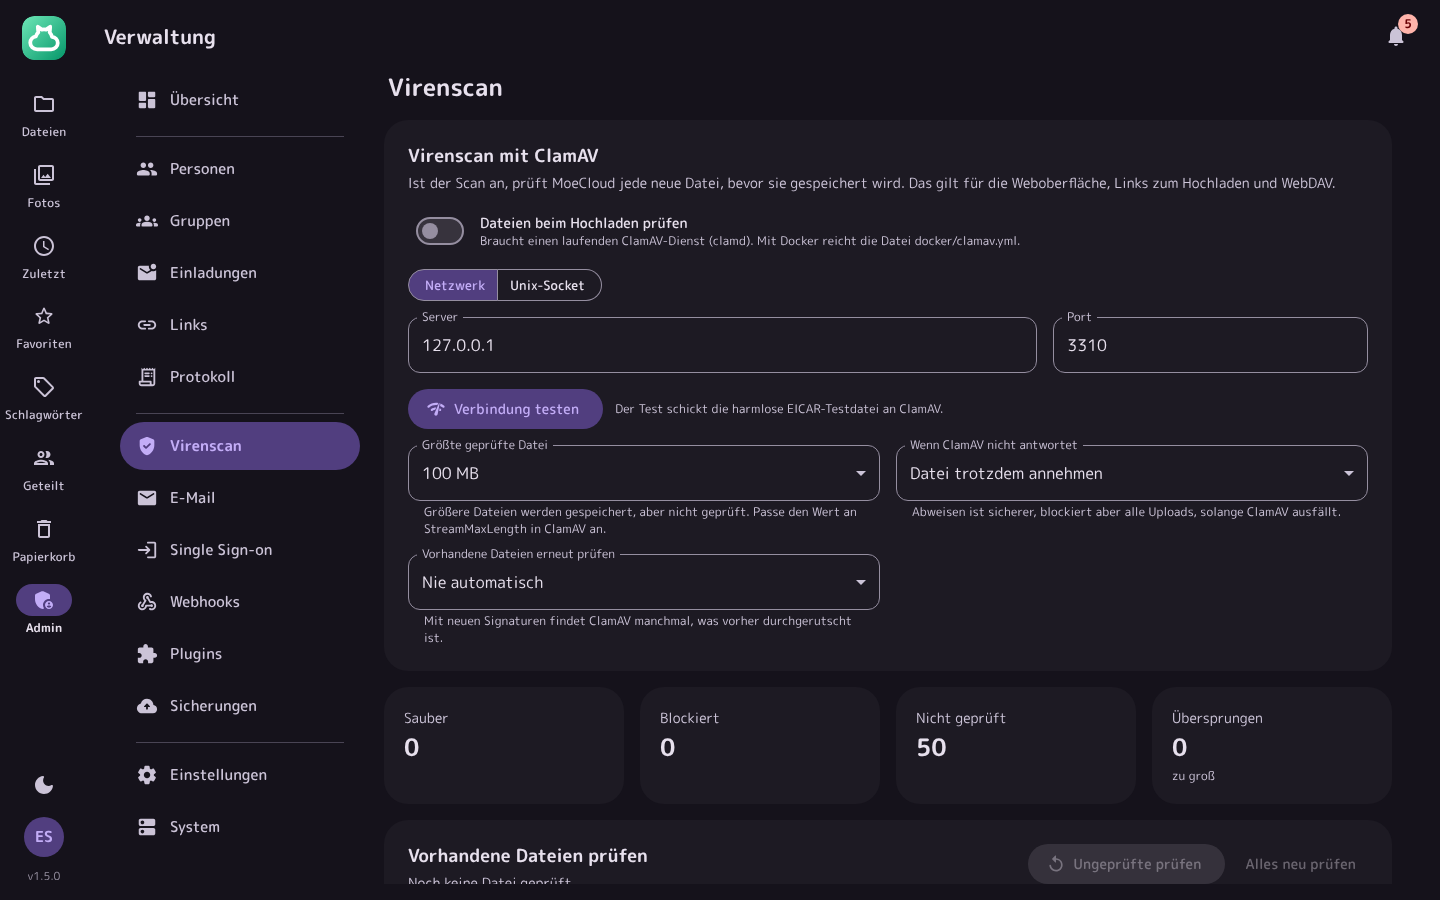 Verwaltung
5
Dateien
Fotos
Zuletzt
Favoriten
Schlagwörter
Geteilt
Papierkorb
Admin
ES
v1.5.0
Übersicht
Personen
Gruppen
Einladungen
Links
Protokoll
Virenscan
E-Mail
Single Sign-on
Webhooks
Plugins
Sicherungen
Einstellungen
System
Virenscan
Virenscan mit ClamAV
Ist der Scan an, prüft MoeCloud jede neue Datei, bevor sie gespeichert wird. Das gilt für die Weboberfläche, Links zum Hochladen und WebDAV.
Dateien beim Hochladen prüfen
Braucht einen laufenden ClamAV-Dienst (clamd). Mit Docker reicht die Datei docker/clamav.yml.
Netzwerk Unix-Socket
Server Port
127.0.0.1 3310
Verbindung testen Der Test schickt die harmlose EICAR-Testdatei an ClamAV.
Größte geprüfte Datei
100 MB
Größere Dateien werden gespeichert, aber nicht geprüft. Passe den Wert an
StreamMaxLength in ClamAV an.
Wenn ClamAV nicht antwortet
Datei trotzdem annehmen
Abweisen ist sicherer, blockiert aber alle Uploads, solange ClamAV ausfällt.
Vorhandene Dateien erneut prüfen
Nie automatisch
Mit neuen Signaturen findet ClamAV manchmal, was vorher durchgerutscht
ist.
Sauber
0
Blockiert
0
Nicht geprüft
50
Übersprungen
0
zu groß
Vorhandene Dateien prüfen
Noch keine Datei geprüft
Ungeprüfte prüfen Alles neu prüfen